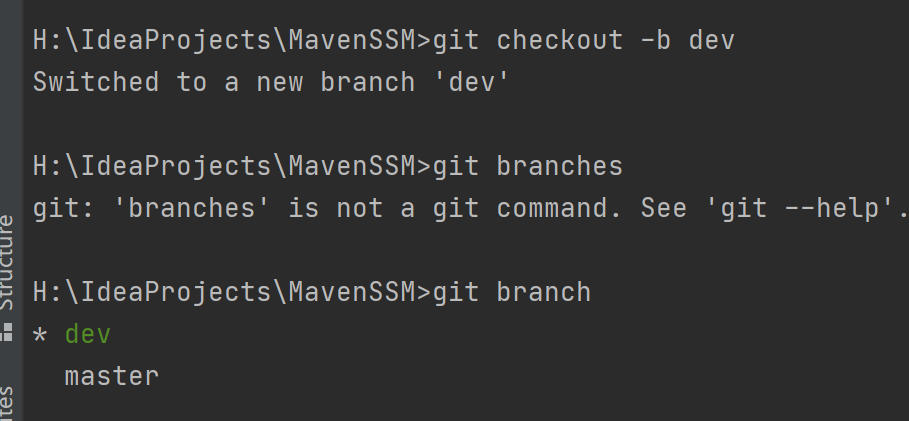 H:\IdeaProjects\MavenSSM>git checkout -b dev
Switched to a new branch 'dev'
H:\IdeaProjects\MavenSSM>git branches
git: 'branches' is not a git command. See 'git --help'.
H:\IdeaProjects\MavenSSM>git branch
* dev
master
Structure